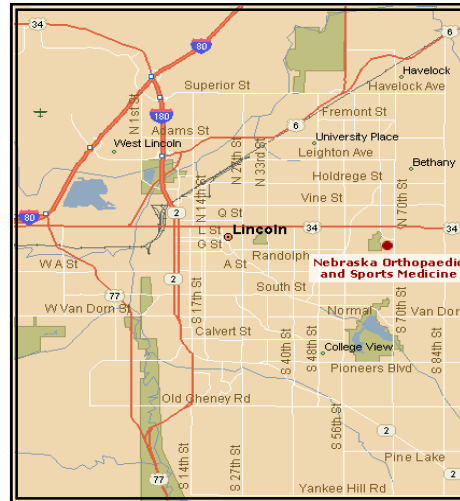 34
80
6
Havelock
Superior St
Havelock Ave
N 1st St
180
Fremont St
6
Adams St
University Place
West Lincoln
Leighton Ave
N 27th St
N 33rd St
Bethany
Holdrege St
N 14th St
Vine St
N 70th St
80
2
Q St
34
L St
Lincoln
34
G St
Randolph
W A St
A St
Nebraska Orthopaedic
and Sports Medicine
77
2
South St
W Van Dorn St
S 17th St
Normal
S 70th St
Van Dor
Calvert St
S 40th St
S 48th St
College View
S 84th St
Pioneers Blvd
Old Cheney Rd
S 56th St
2
S 14th St
S 27th St
Pine Lake
77
2
Yankee Hill Rd